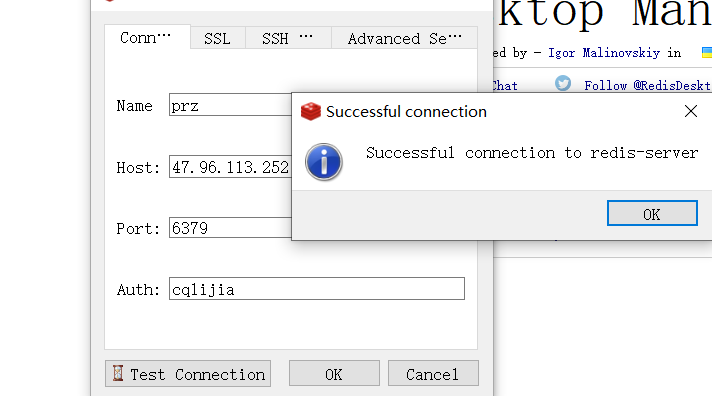 ktop Man
Conn…
SSL
SSH …
Advanced Se…
ed by - Igor Malinovskiy in
Chat
Follow @RedisDeskt
Name
prz
Successful connection
Successful connection to redis-server
Host:
47.96.113.252
OK
Port:
6379
Auth:
cqlijia
Test Connection
OK
Cancel